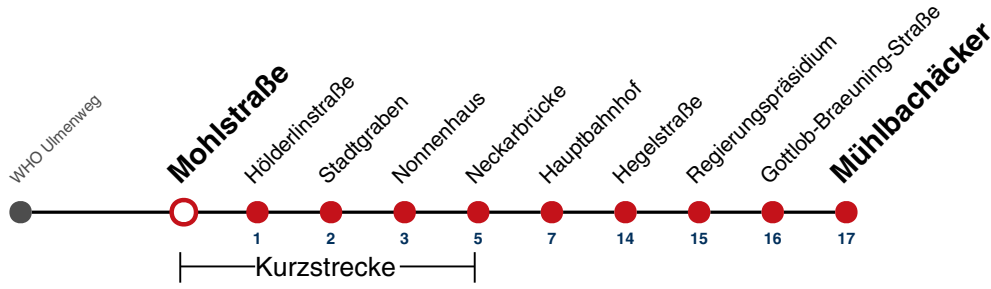 WHO Ulmenweg
Mohlstraße
Hölderlinstraße
Stadtgraben
Nonnenhaus
Neckarbrücke
Hauptbahnhof
Hegelstraße
Regierungspräsidium
Gottlob-Braeuning-Straße
Mühlbachäcker
1 2 3 5 7 14 15 16 17
Kurzstrecke